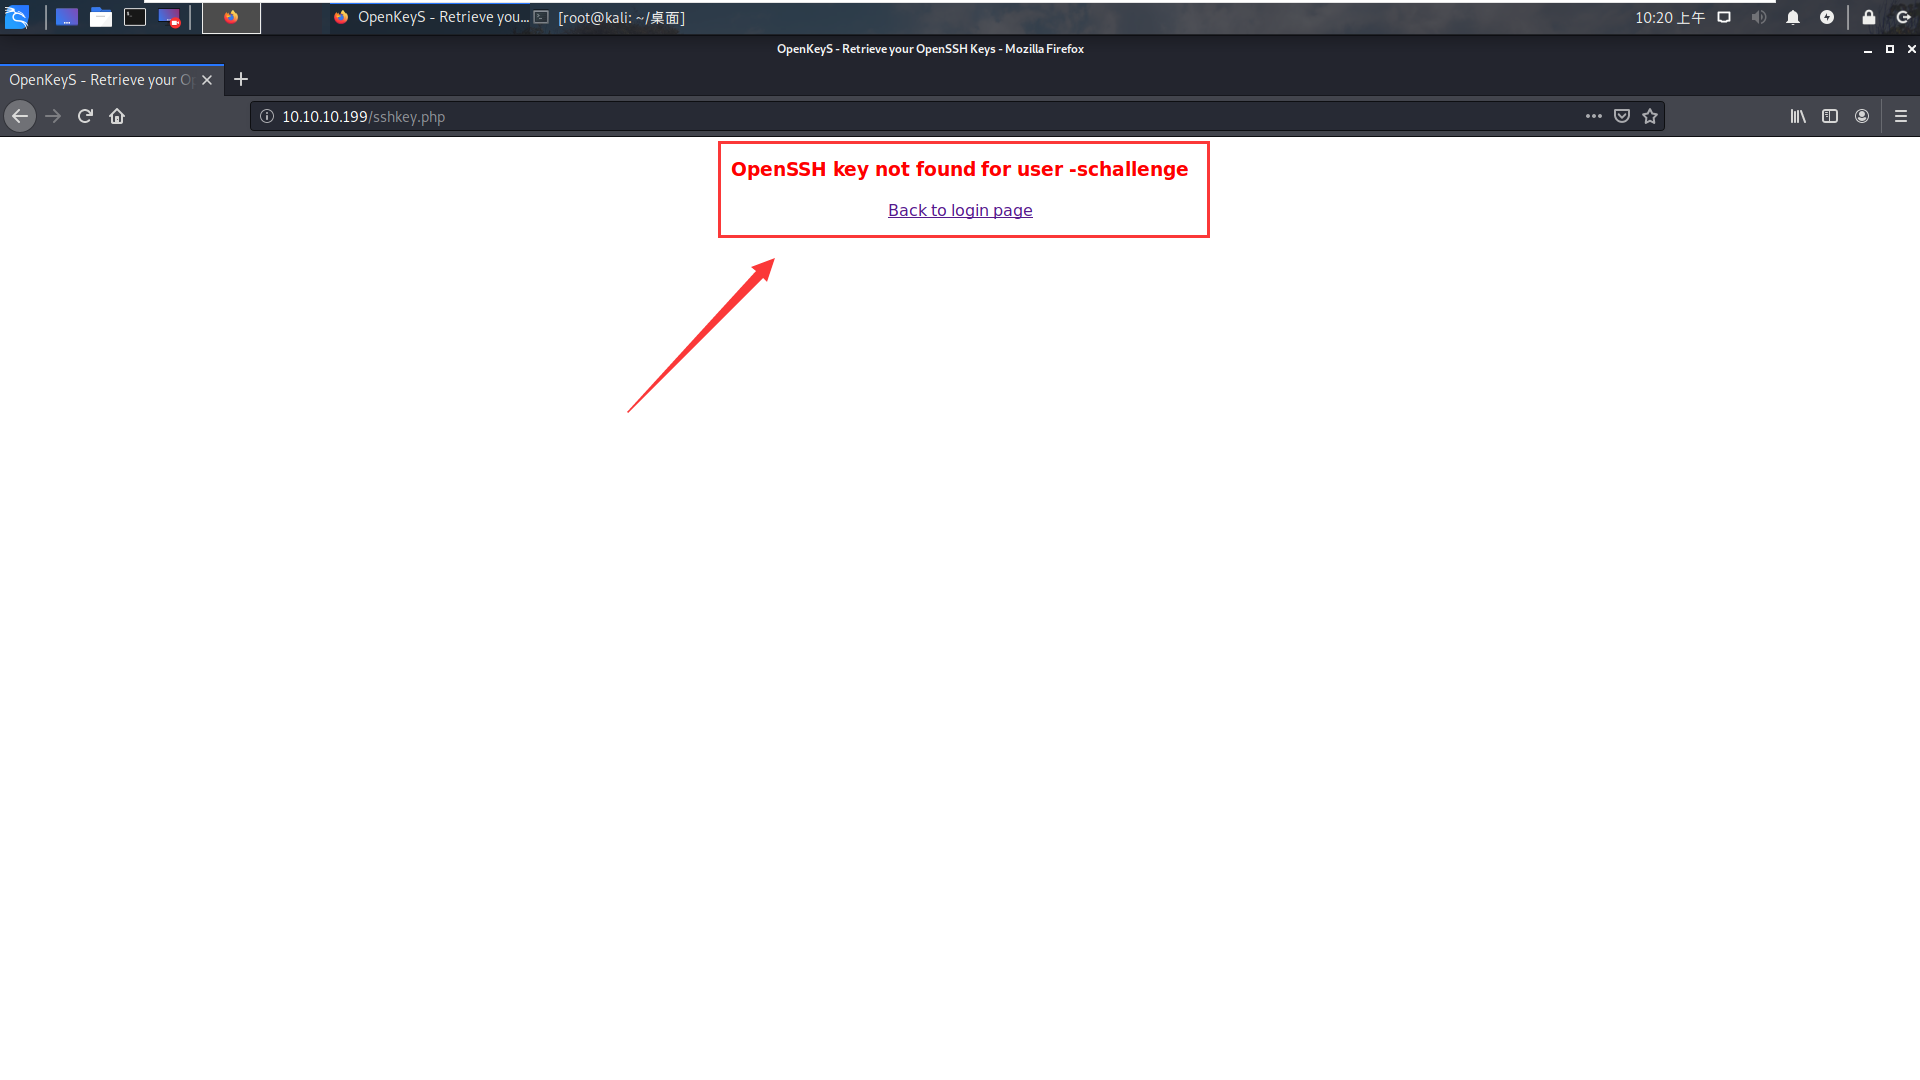 OpenKeyS - Retrieve you... [root@kali: ~/桌面] 10:20 上午
OpenKeyS - Retrieve your OpenSSH Keys - Mozilla Firefox
OpenKeyS - Retrieve your Op
10.10.10.199/sshkey.php
OpenSSH key not found for user -schallenge
Back to login page